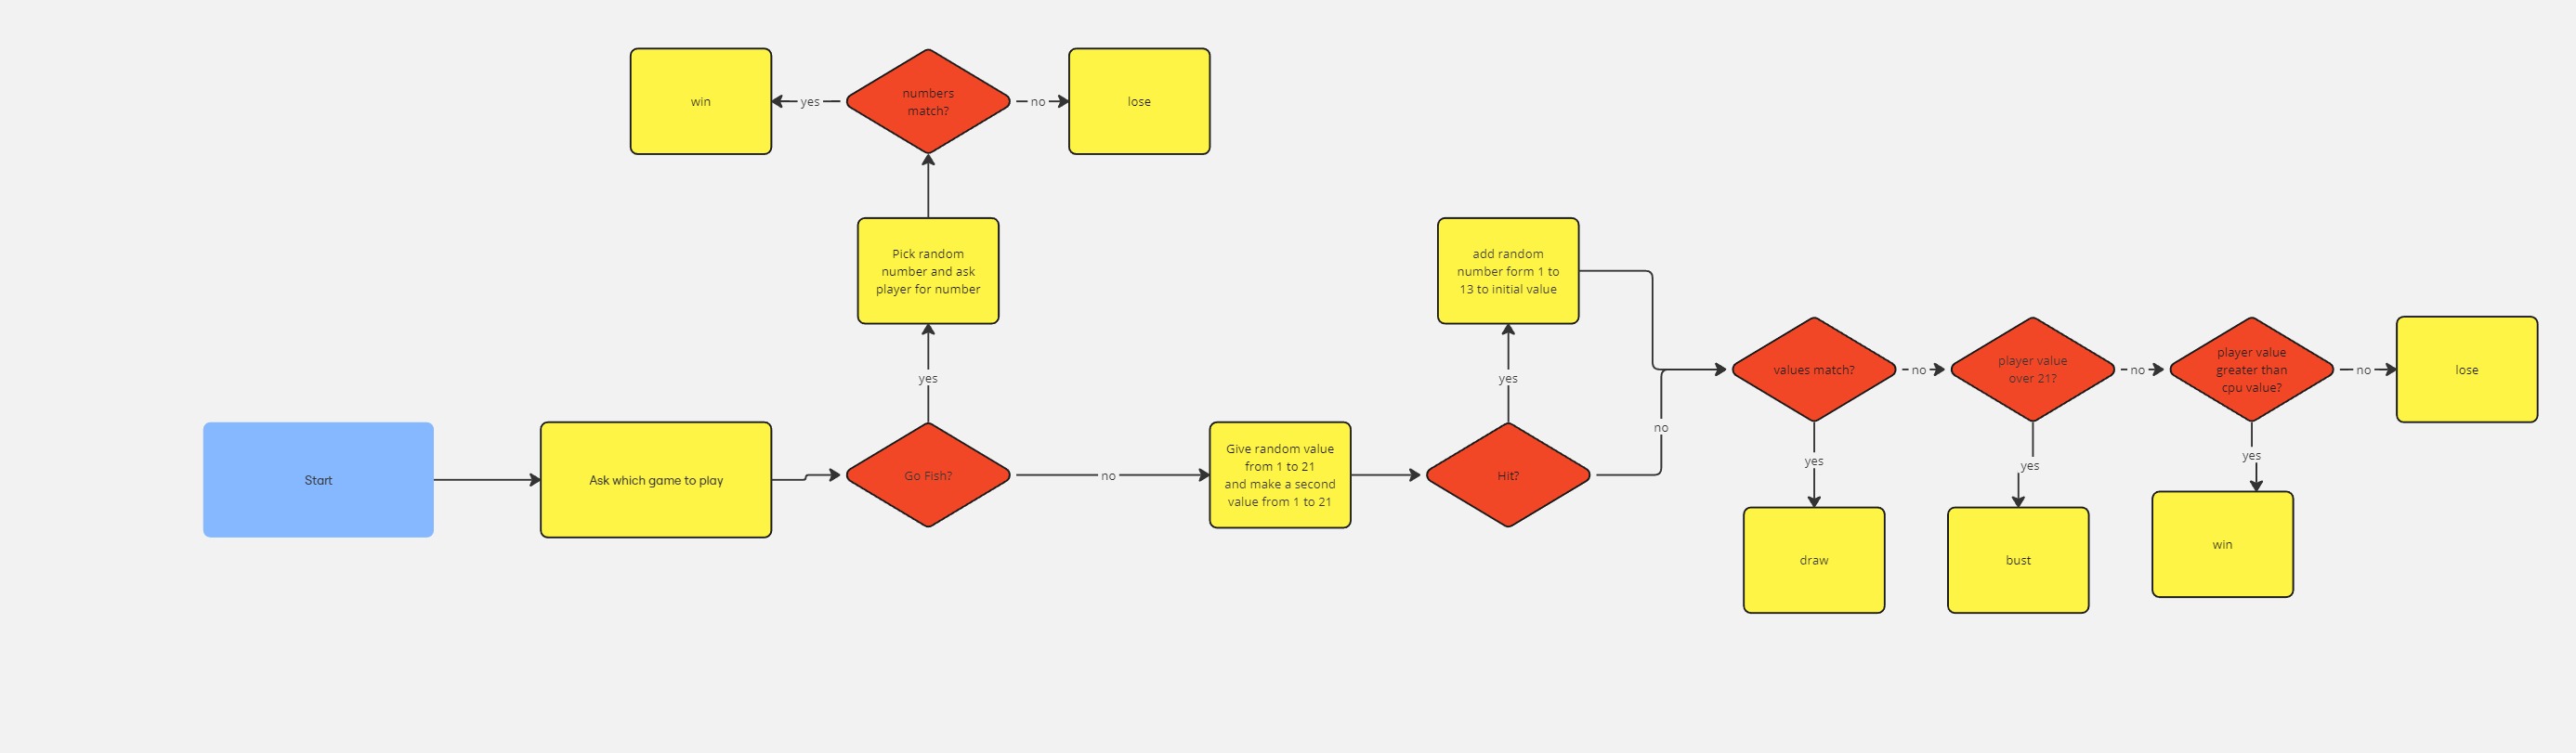 win
yes
numbers
match?
no
lose
Pick random
number and ask
player for number
yes
Start
Ask which game to play
Go Fish?
no
Give random value
from 1 to 21
and make a second
value from 1 to 21
Hit?
yes
add random
number form 1 to
13 to initial value
no
values match?
no
player value
over 21?
no
player value
greater than
cpu value?
no
lose
yes
draw
yes
bust
yes
win